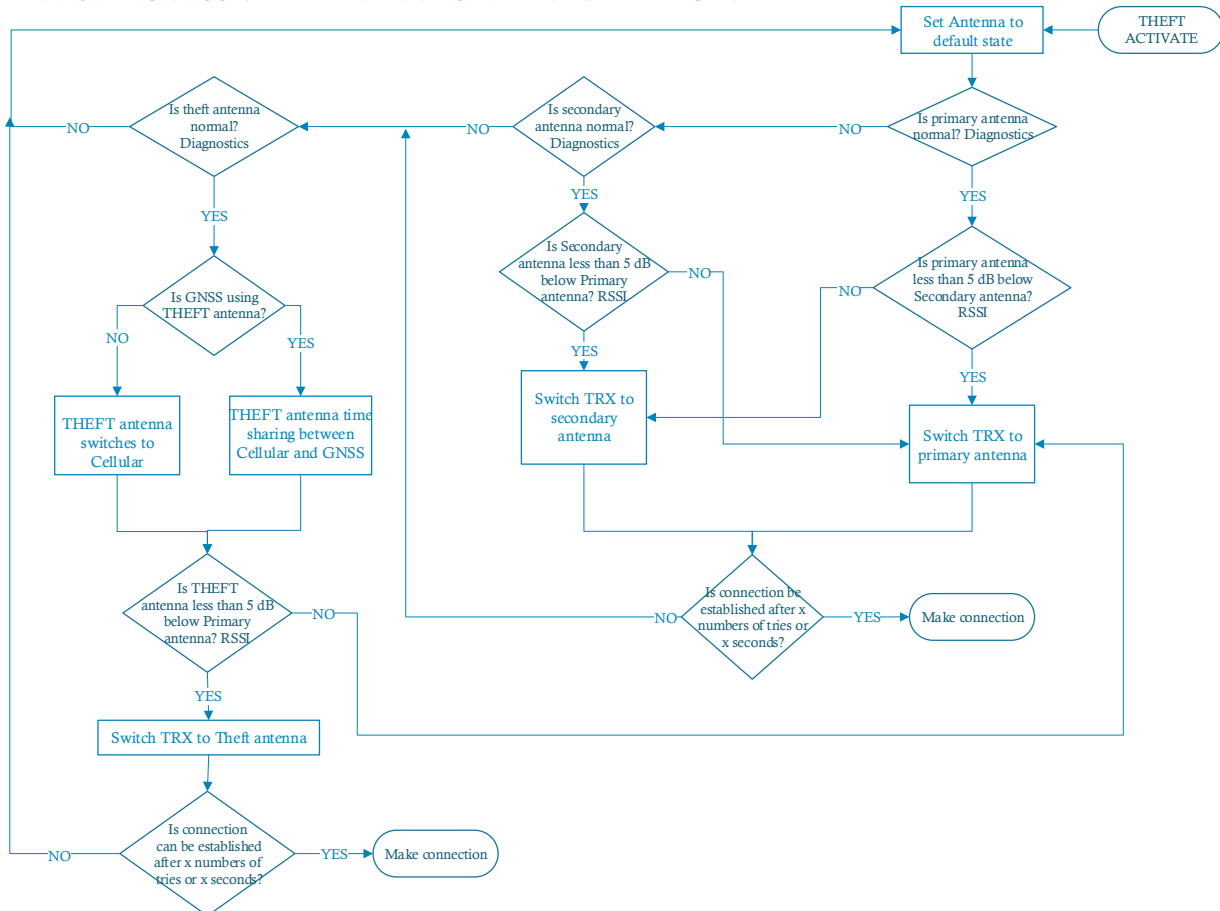 Set Antenna to
default state
THEFT
ACTIVATE
Is theft antenna
normal?
Diagnostics
NO
Is secondary
antenna normal?
Diagnostics
NO
Is primary antenna
normal? Diagnostics
NO
YES
YES
YES
Is GNSS using
THEFT antenna?
NO
YES
Is Secondary
antenna less than 5 dB
below Primary
antenna? RSSI
NO
YES
Is primary antenna
less than 5 dB below
Secondary antenna?
RSSI
NO
YES
THEFT antenna
switches to
Cellular
THEFT antenna time
sharing between
Cellular and GNSS
Switch TRX to
secondary
antenna
Switch TRX to
primary antenna
Is THEFT
antenna less than 5 dB
below Primary
antenna? RSSI
NO
YES
Is connection be
established after x
numbers of tries or
x seconds?
NO
YES
Make connection
Switch TRX to Theft antenna
Is connection
can be established
after x numbers of
tries or x seconds?
NO
YES
Make connection